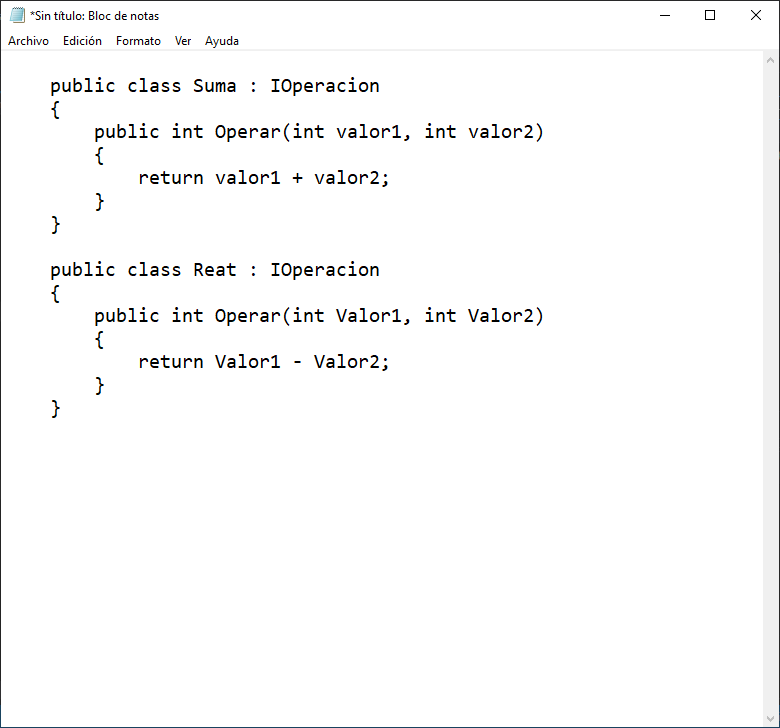 *Sin título: Bloc de notas
Archivo Edición Formato Ver Ayuda
public class Suma : IOperacion
{
public int Operar(int valor1, int valor2)
{
return valor1 + valor2;
}
}
public class Reat : IOperacion
{
public int Operar(int Valor1, int Valor2)
{
return Valor1 - Valor2;
}
}